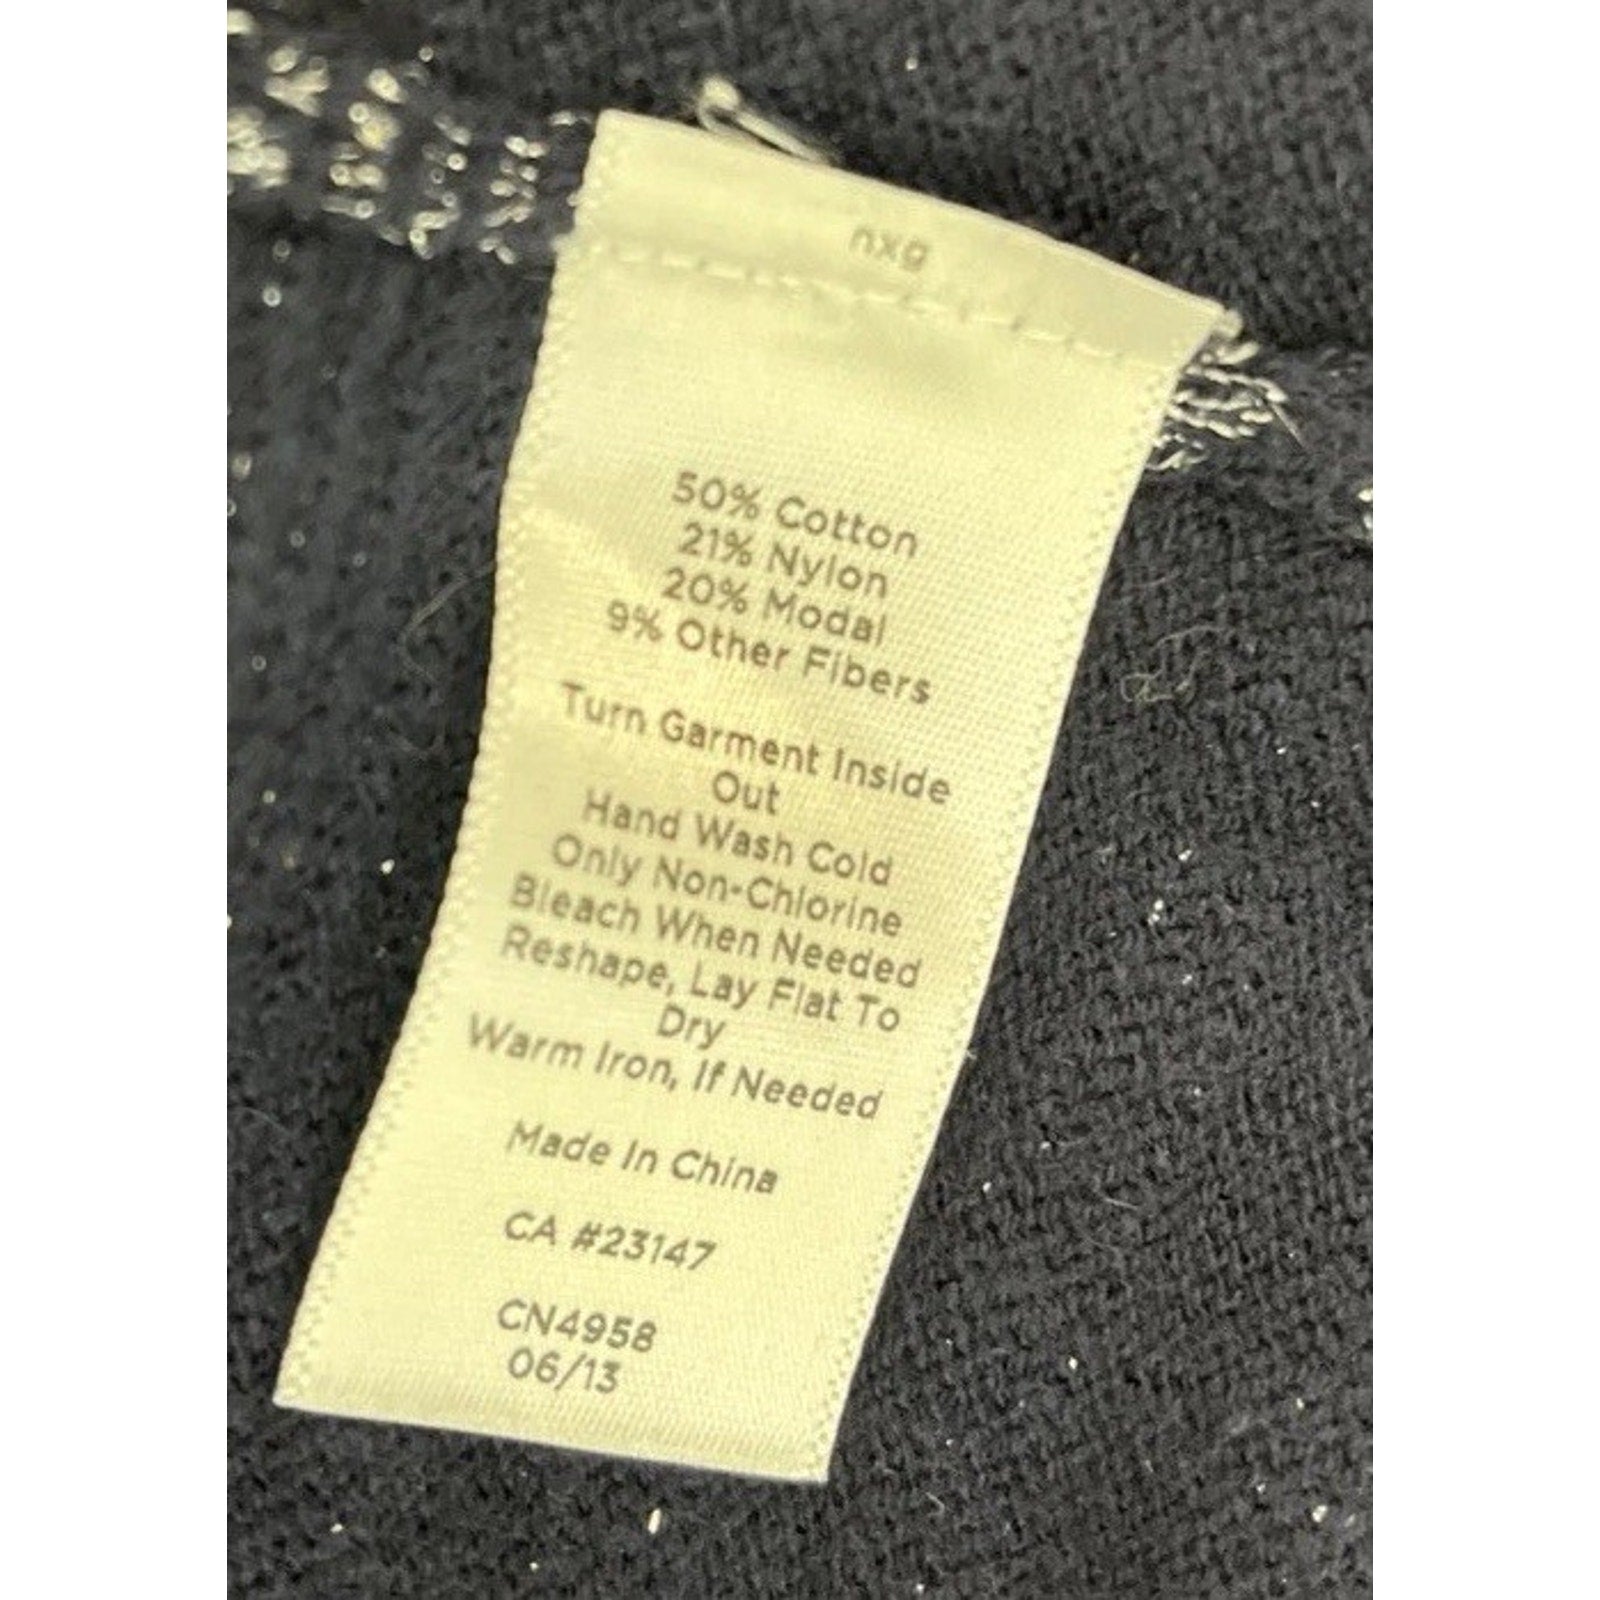 nxg
50% Cotton
21% Nylon
20% Modal
9% Other Fibers
Turn Garment Inside
Out
Hand Wash Cold
Only Non-Chlorine
Bleach When Needed
Reshape, Lay Flat To
Dry
Warm Iron, If Needed
Made In China
CA #23147
CN4958
06/13